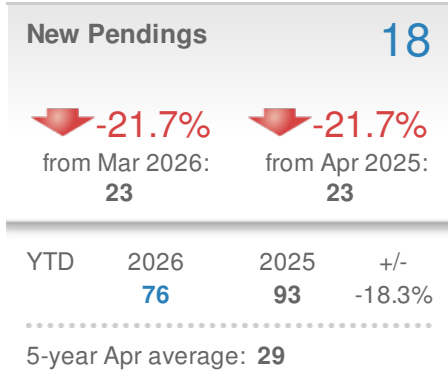 New Pendings 18
-21.7% -21.7%
from Mar 2026: from Apr 2025:
23 23
YTD 2026 2025 +/-
76 93 -18.3%
5-year Apr average: 29